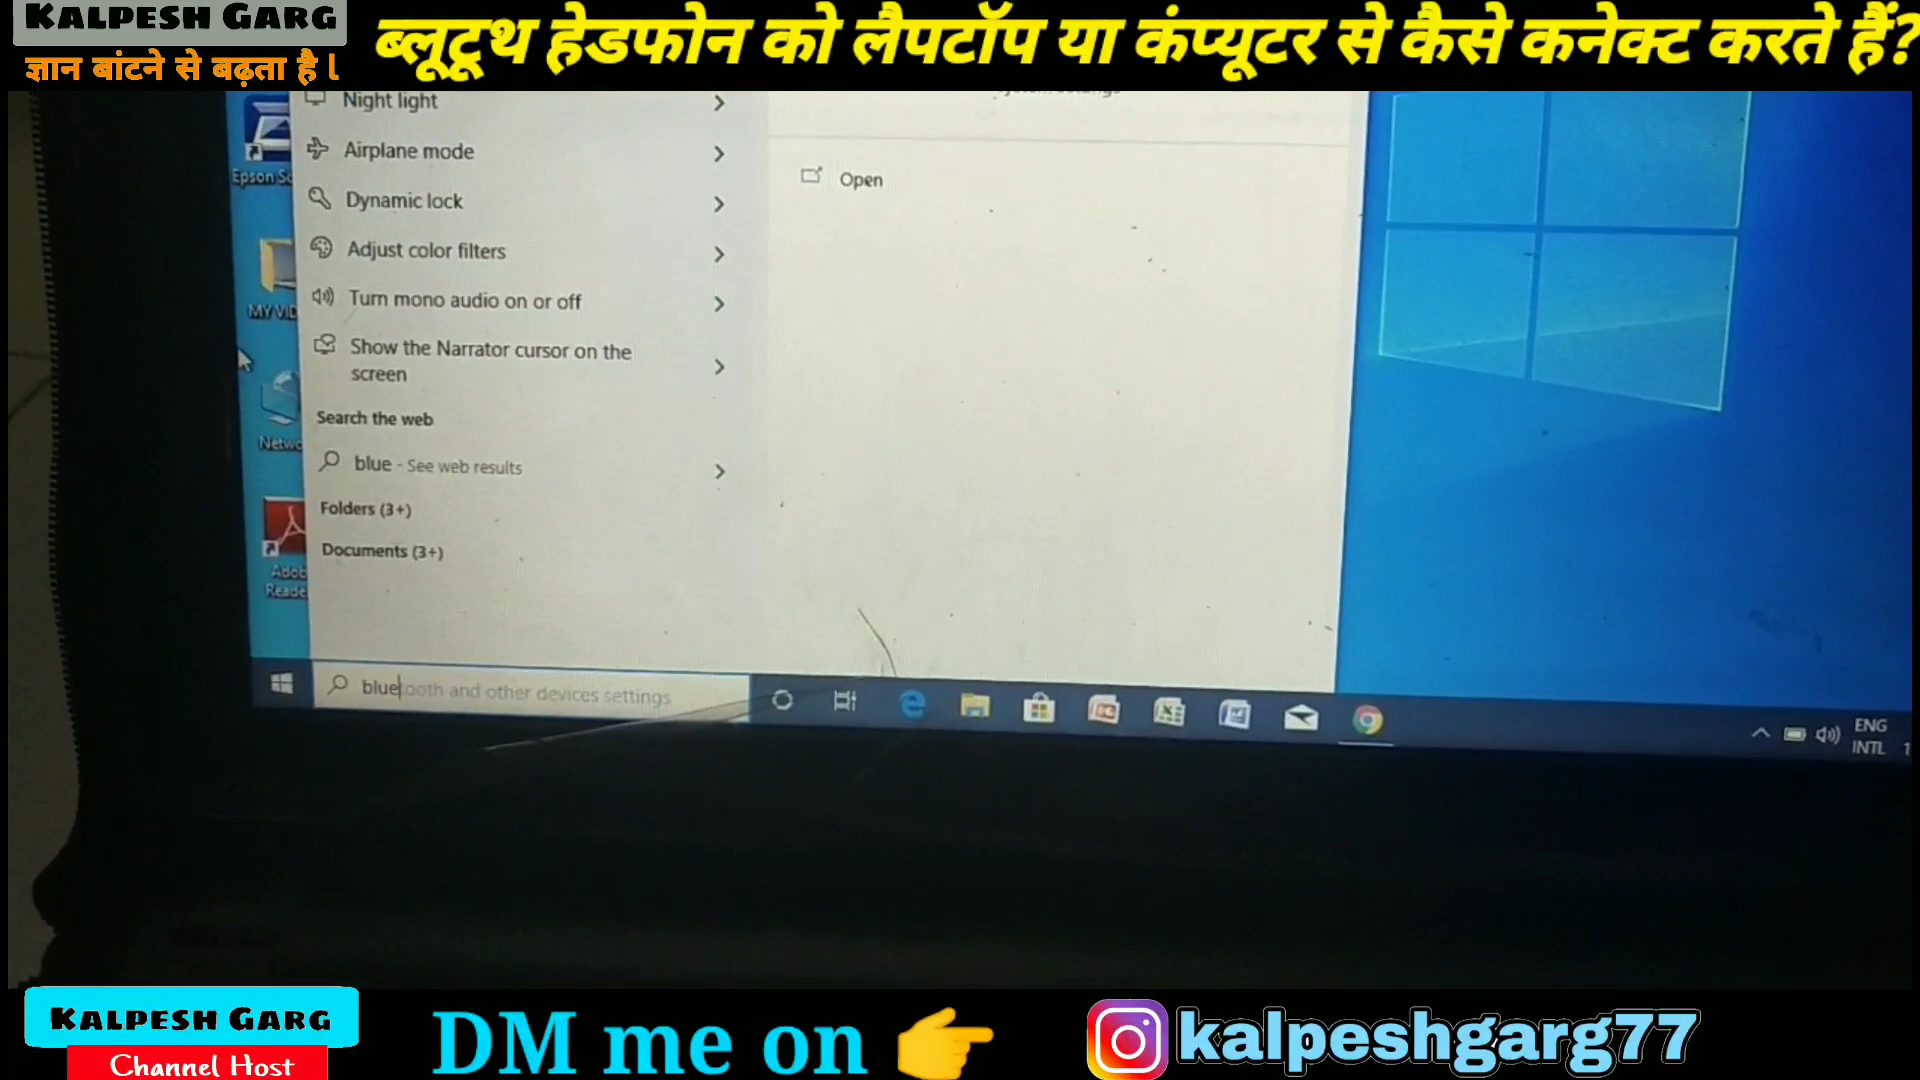 KALPESH GARG
ज्ञान बांटने से बढ़ता है l
ब्लूटूथ हेडफोन को लैपटॉप या कंप्यूटर से कैसे कनेक्ट करते हैं?
Night light
Airplane mode
Dynamic lock
Adjust color filters
Turn mono audio on or off
Show the Narrator cursor on the
screen
Search the web
blue - See web results
Folders (3+)
Documents (3+)
Open
Epson
MY
Reade
bluetooth and other devices settings
ENG
INTL
KALPESH GARG
Channel Host
DM me on
kalpeshgarg77